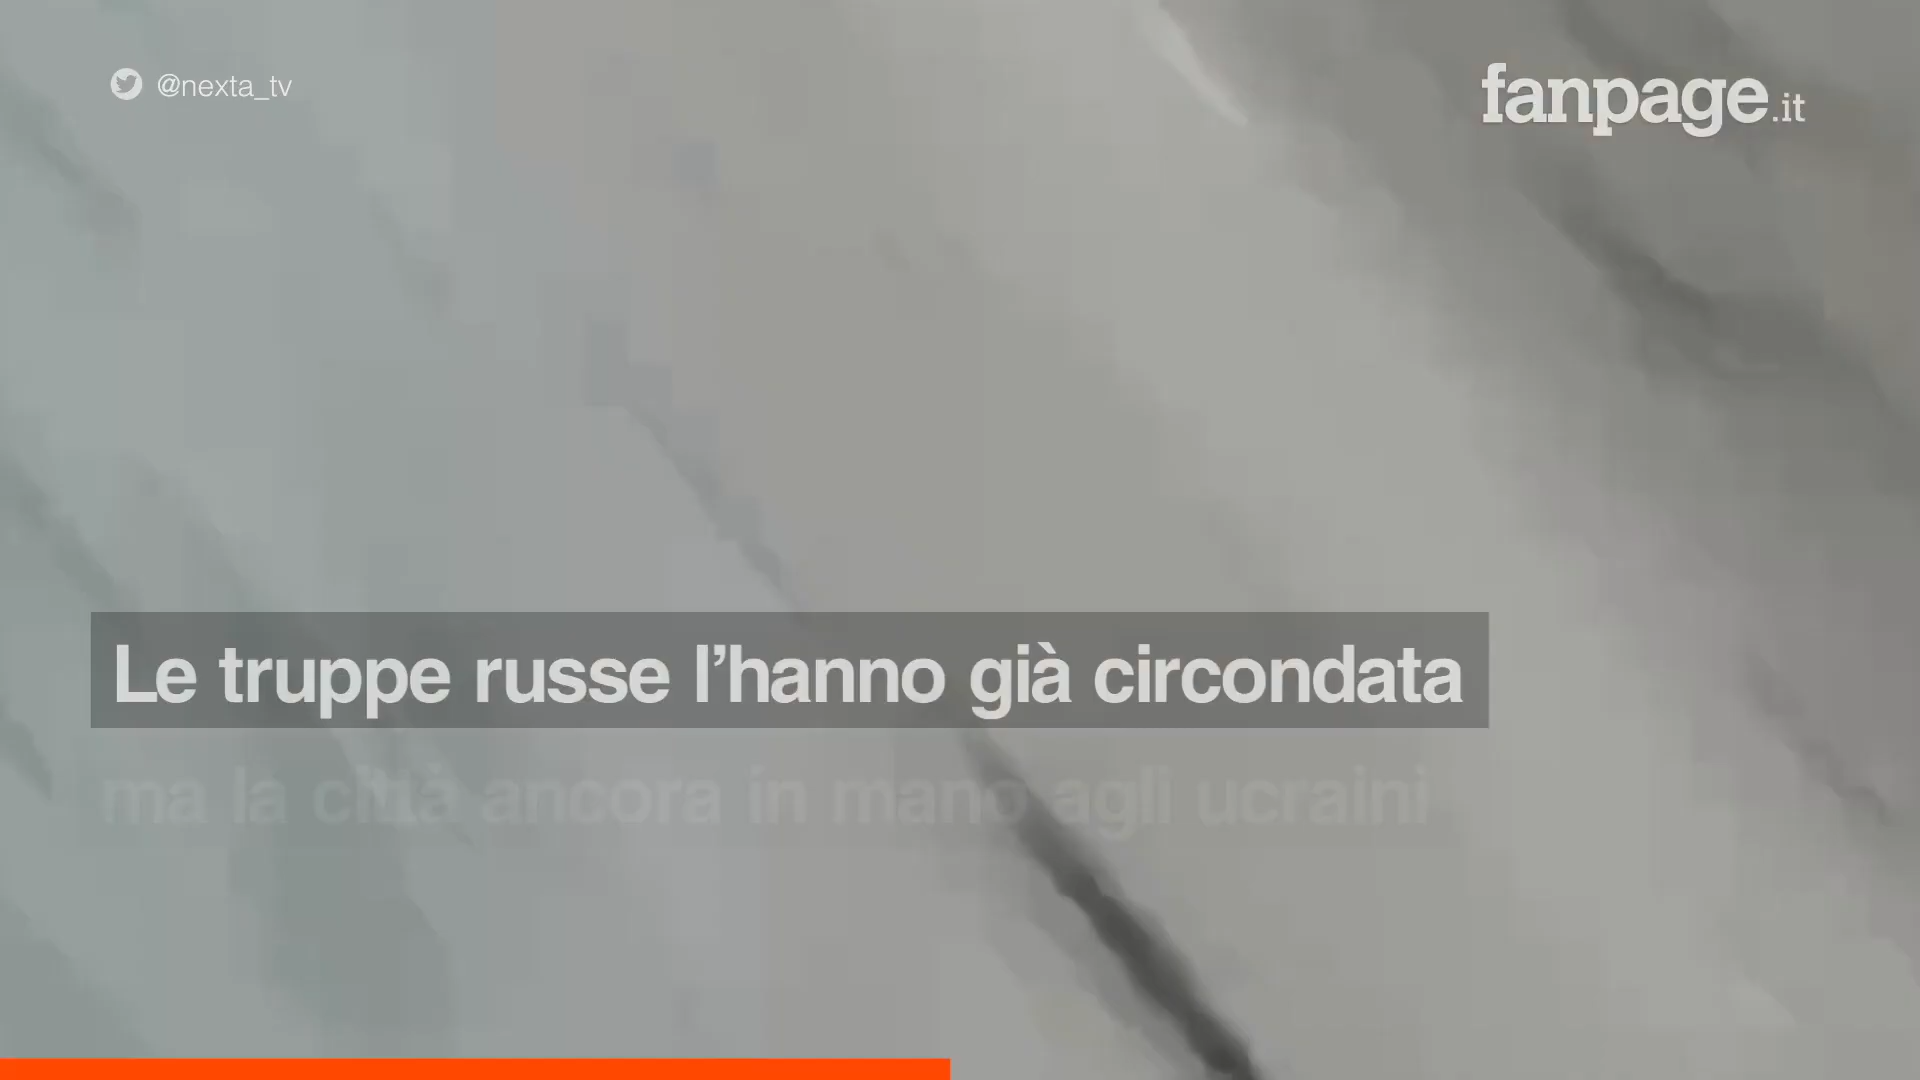 @nexta_tv
fanpage.it
Le truppe russe l'hanno già circondata
ma la città ancora in mano agli ucraini